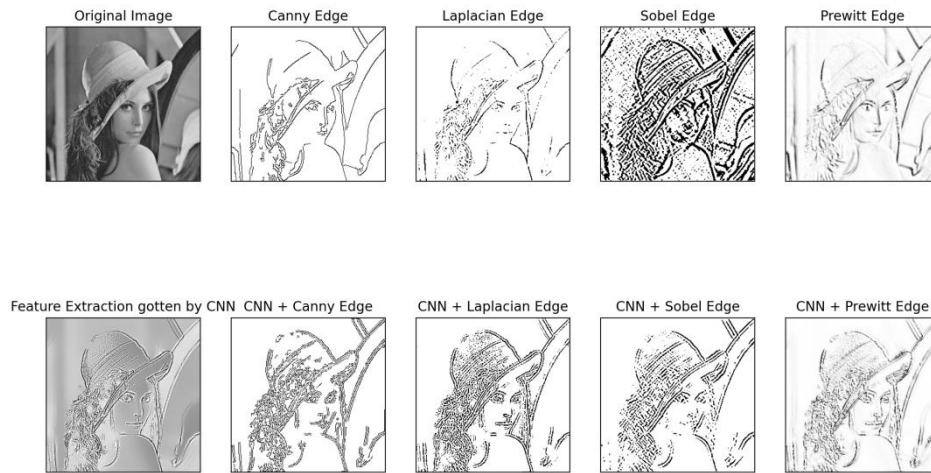 Original Image
Canny Edge
Laplacian Edge
Sobel Edge
Prewitt Edge
Feature Extraction gotten by CNN
CNN + Canny Edge
CNN + Laplacian Edge
CNN + Sobel Edge
CNN + Prewitt Edge